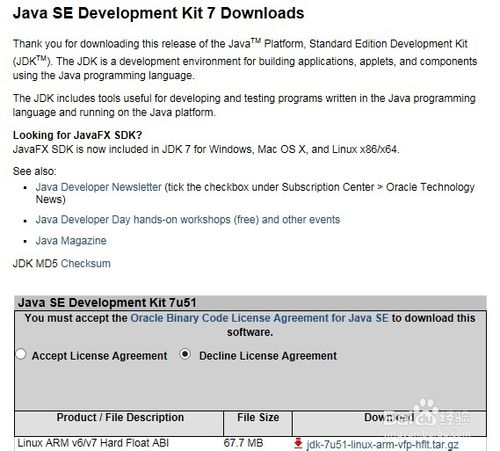 Java SE Development Kit 7 Downloads
Thank you for downloading this release of the Java™ Platform, Standard Edition Development Kit
(JDK™). The JDK is a development environment for building applications, applets, and components
using the Java programming language.
The JDK includes tools useful for developing and testing programs written in the Java programming
language and running on the Java platform.
Looking for JavaFX SDK?
JavaFX SDK is now included in JDK 7 for Windows, Mac OS X, and Linux x86/x64.
See also:
Java Developer Newsletter (tick the checkbox under Subscription Center > Oracle Technology
News)
Java Developer Day hands-on workshops (free) and other events
Java Magazine
JDK MD5 Checksum
Java SE Development Kit 7u51
You must accept the Oracle Binary Code License Agreement for Java SE to download this
software.
Accept License Agreement Decline License Agreement
Product / File Description File Size Download
Linux ARM v6/v7 Hard Float ABI 67.7 MB jdk-7u51-linux-arm-vfp-hflt.tar.gz